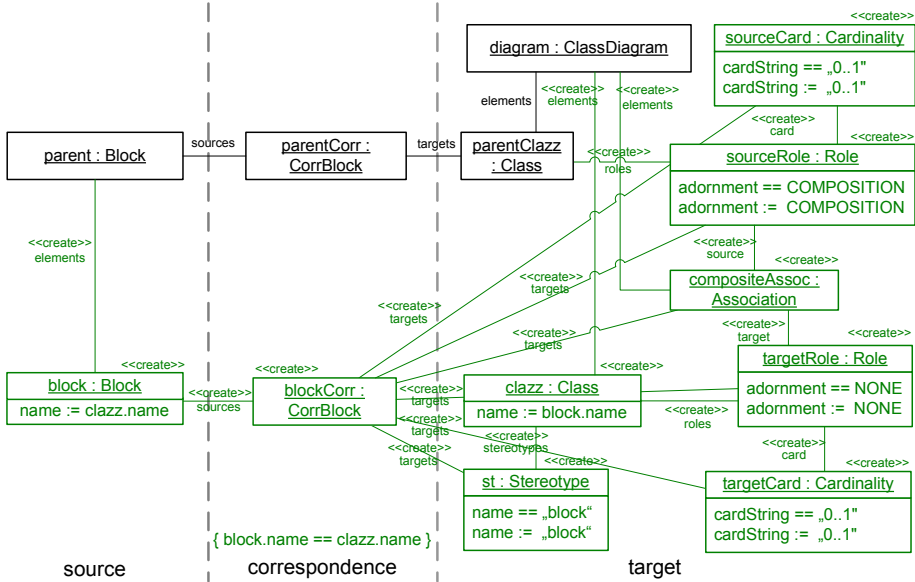 <<create>>
sourceCard : Cardinality
cardString == „0..1"
cardString := „0..1"
diagram : ClassDiagram
elements
<<create>>
elements
<<create>>
elements
<<create>>
card
<<create>>
parent : Block
sources
parentCorr :
CorrBlock
targets
parentClazz
: Class
<<create>>
roles
sourceRole : Role
adornment == COMPOSITION
adornment := COMPOSITION
<<create>>
elements
<<create>>
source
<<create>>
<<create>>
targets
<<create>>
targets
compositeAssoc :
Association
<<create>>
targets
<<create>>
target
<<create>>
targetRole : Role
adornment == NONE
adornment := NONE
<<create>>
block : Block
name := clazz.name
<<create>>
sources
<<create>>
blockCorr :
CorrBlock
<<create>>
targets
<<create>>
targets
<<create>>
clazz : Class
name := block.name
<<create>>
roles
<<create>>
targets
<<create>>
stereotypes
<<create>>
card
<<create>>
st : Stereotype
name == „block“
name := „block“
<<create>>
targetCard : Cardinality
cardString == „0..1"
cardString := „0..1"
{ block.name == clazz.name }
source
correspondence
target